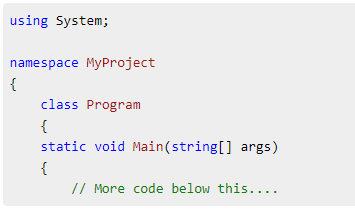 using System;

namespace MyProject
{
    class Program
    {
    static void Main(string[] args)
    {
        // More code below this....